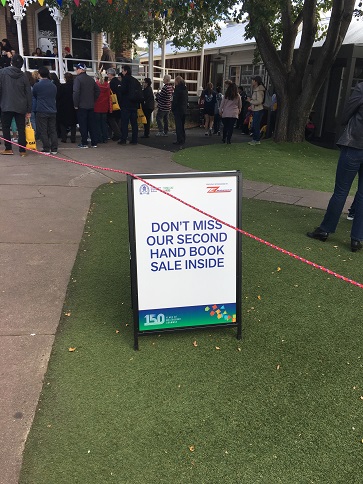 DON'T MISS
OUR SECOND
HAND BOOK
SALE INSIDE
150